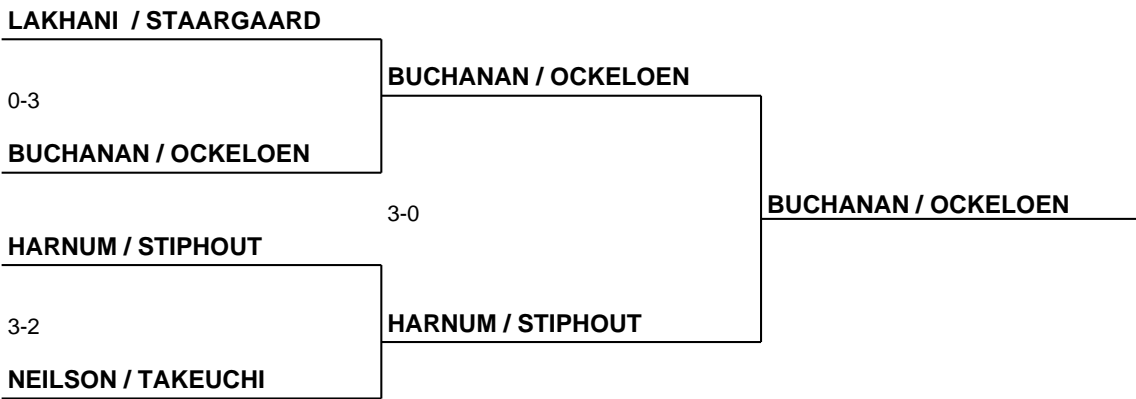 LAKHANI / STAARGAARD
0-3
BUCHANAN / OCKELOEN
HARNUM / STIPHOUT
3-2
NEILSON / TAKEUCHI
BUCHANAN / OCKELOEN
3-0
HARNUM / STIPHOUT
BUCHANAN / OCKELOEN